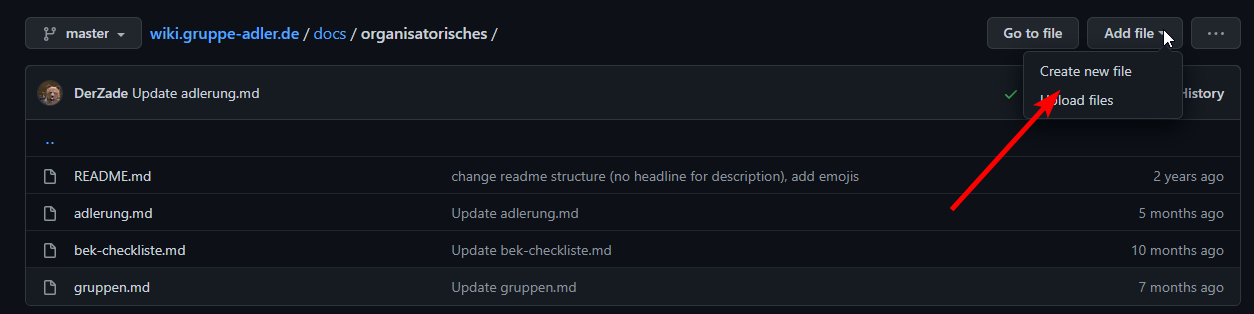 master wiki.gruppe-adler.de / docs / organisatorisches / Go to file Add file ...
Create new file
DerZade Update adlerung.md History
Upload files
..
README.md change readme structure (no headline for description), add emojis 2 years ago
adlerung.md Update adlerung.md 5 months ago
bek-checkliste.md Update bek-checkliste.md 10 months ago
gruppen.md Update gruppen.md 7 months ago